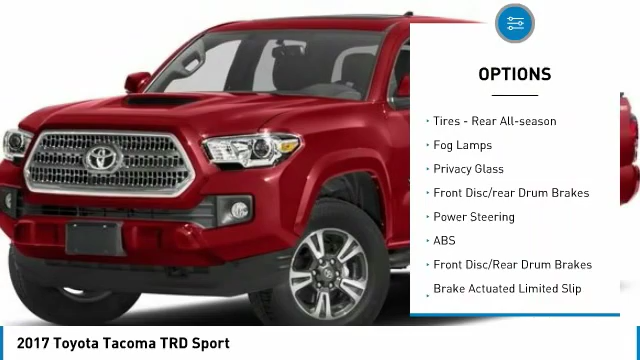 OPTIONS
Tires - Rear All-season
Fog Lamps
Privacy Glass
Front Disc/rear Drum Brakes
Power Steering
ABS
Front Disc/Rear Drum Brakes
Brake Actuated Limited Slip
2017 Toyota Tacoma TRD Sport